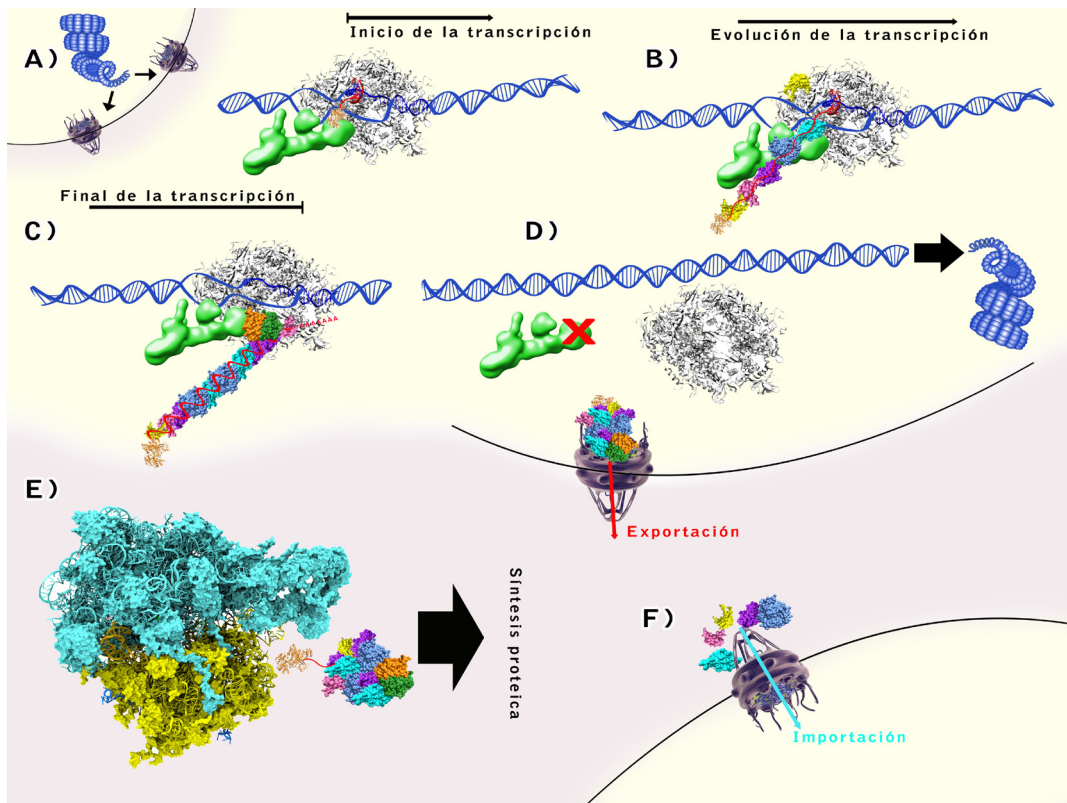 A)
Inicio de la transcripción
Evolución de la transcripción
B)
Final de la transcripción
C)
D)
Exportación
E)
Síntesis proteica
F)
Importación